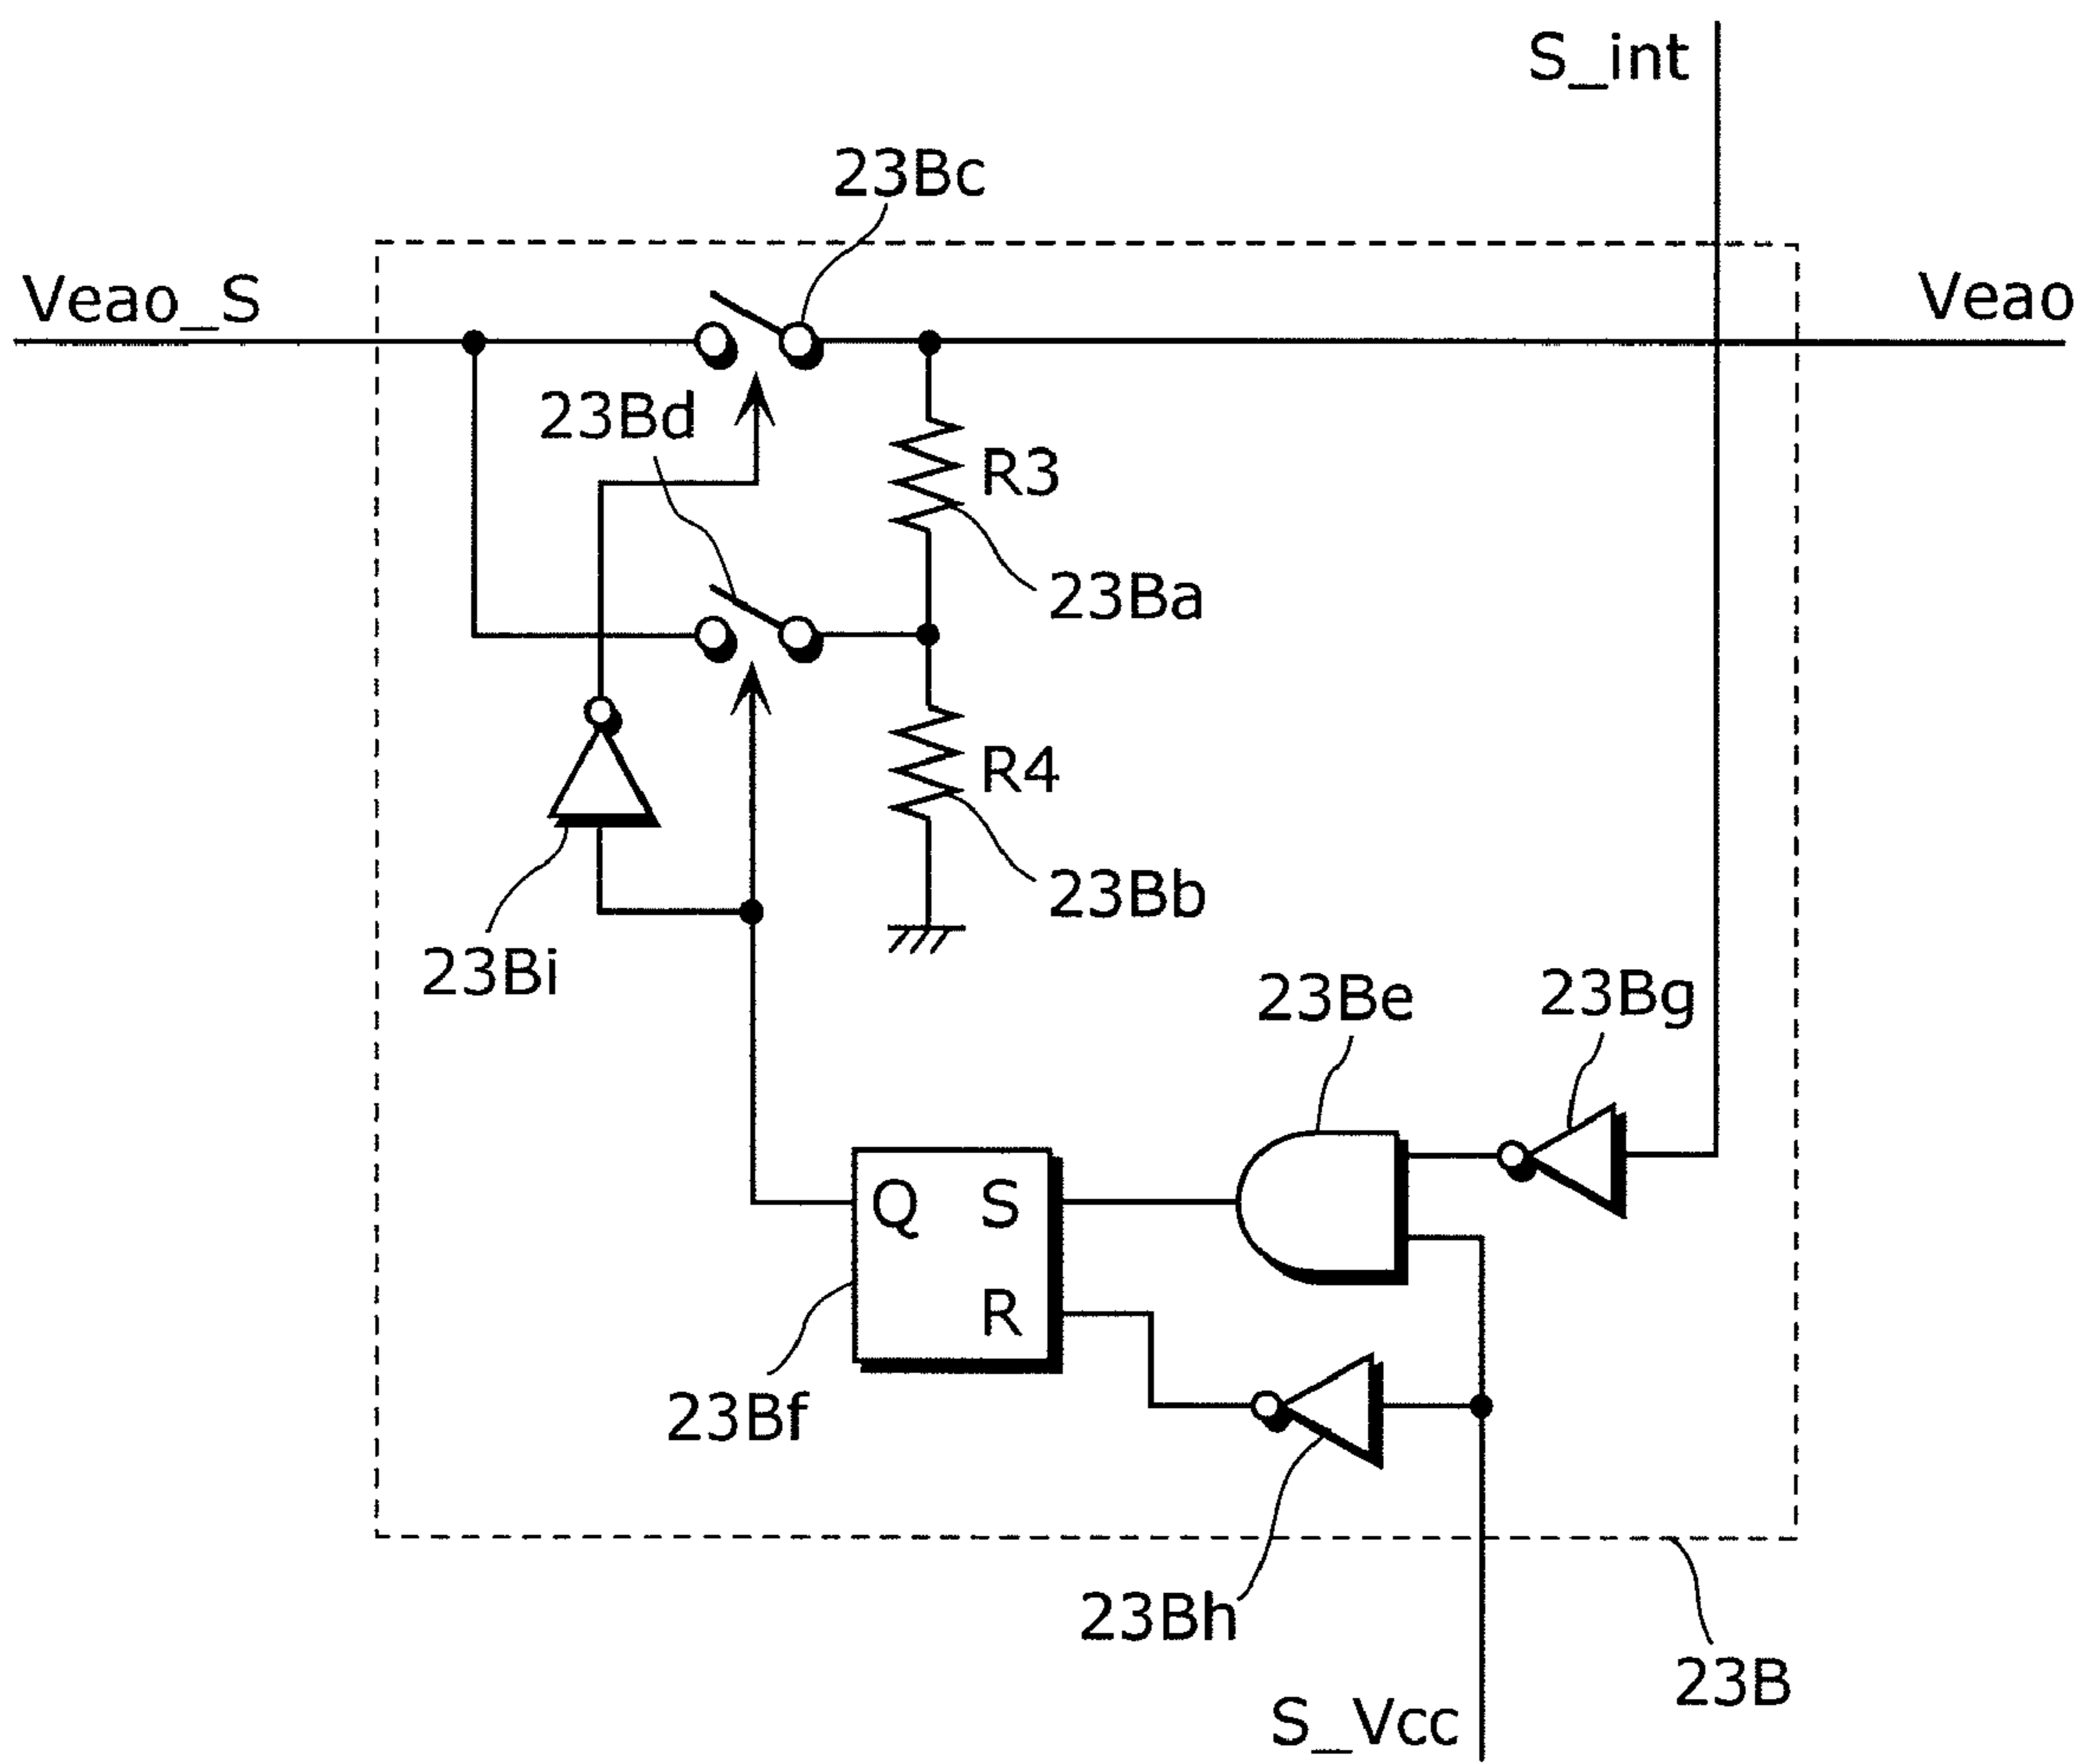 S_int
23Bc
Veao_S
Veao
23Bd
R3
23Ba
R4
23Bb
23Bi
23Be
23Bg
Q
S
R
23Bf
23Bh
23B
S_Vcc